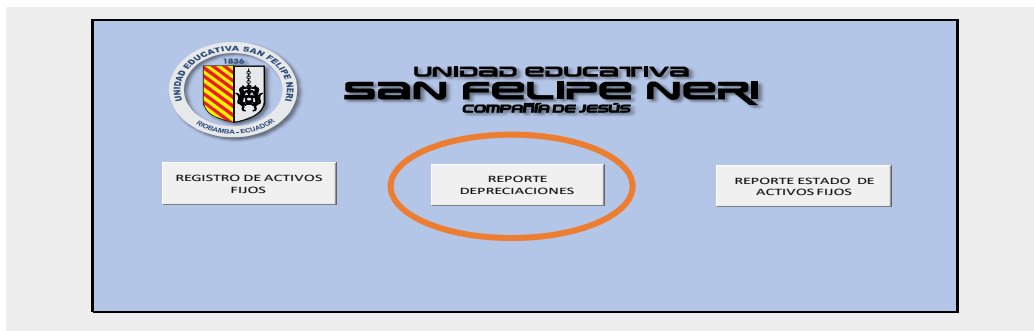 UNIDAD EDUCATIVA SAN FELIPE NERI
1836
RIOBAMBA - ECUADOR
UNIDAD EDUCATIVA
SAN FELIPE NERI
COMPAÑÍA DE JESÚS
REGISTRO DE ACTIVOS
FIJOS
REPORTE
DEPRECIACIONES
REPORTE ESTADO DE
ACTIVOS FIJOS